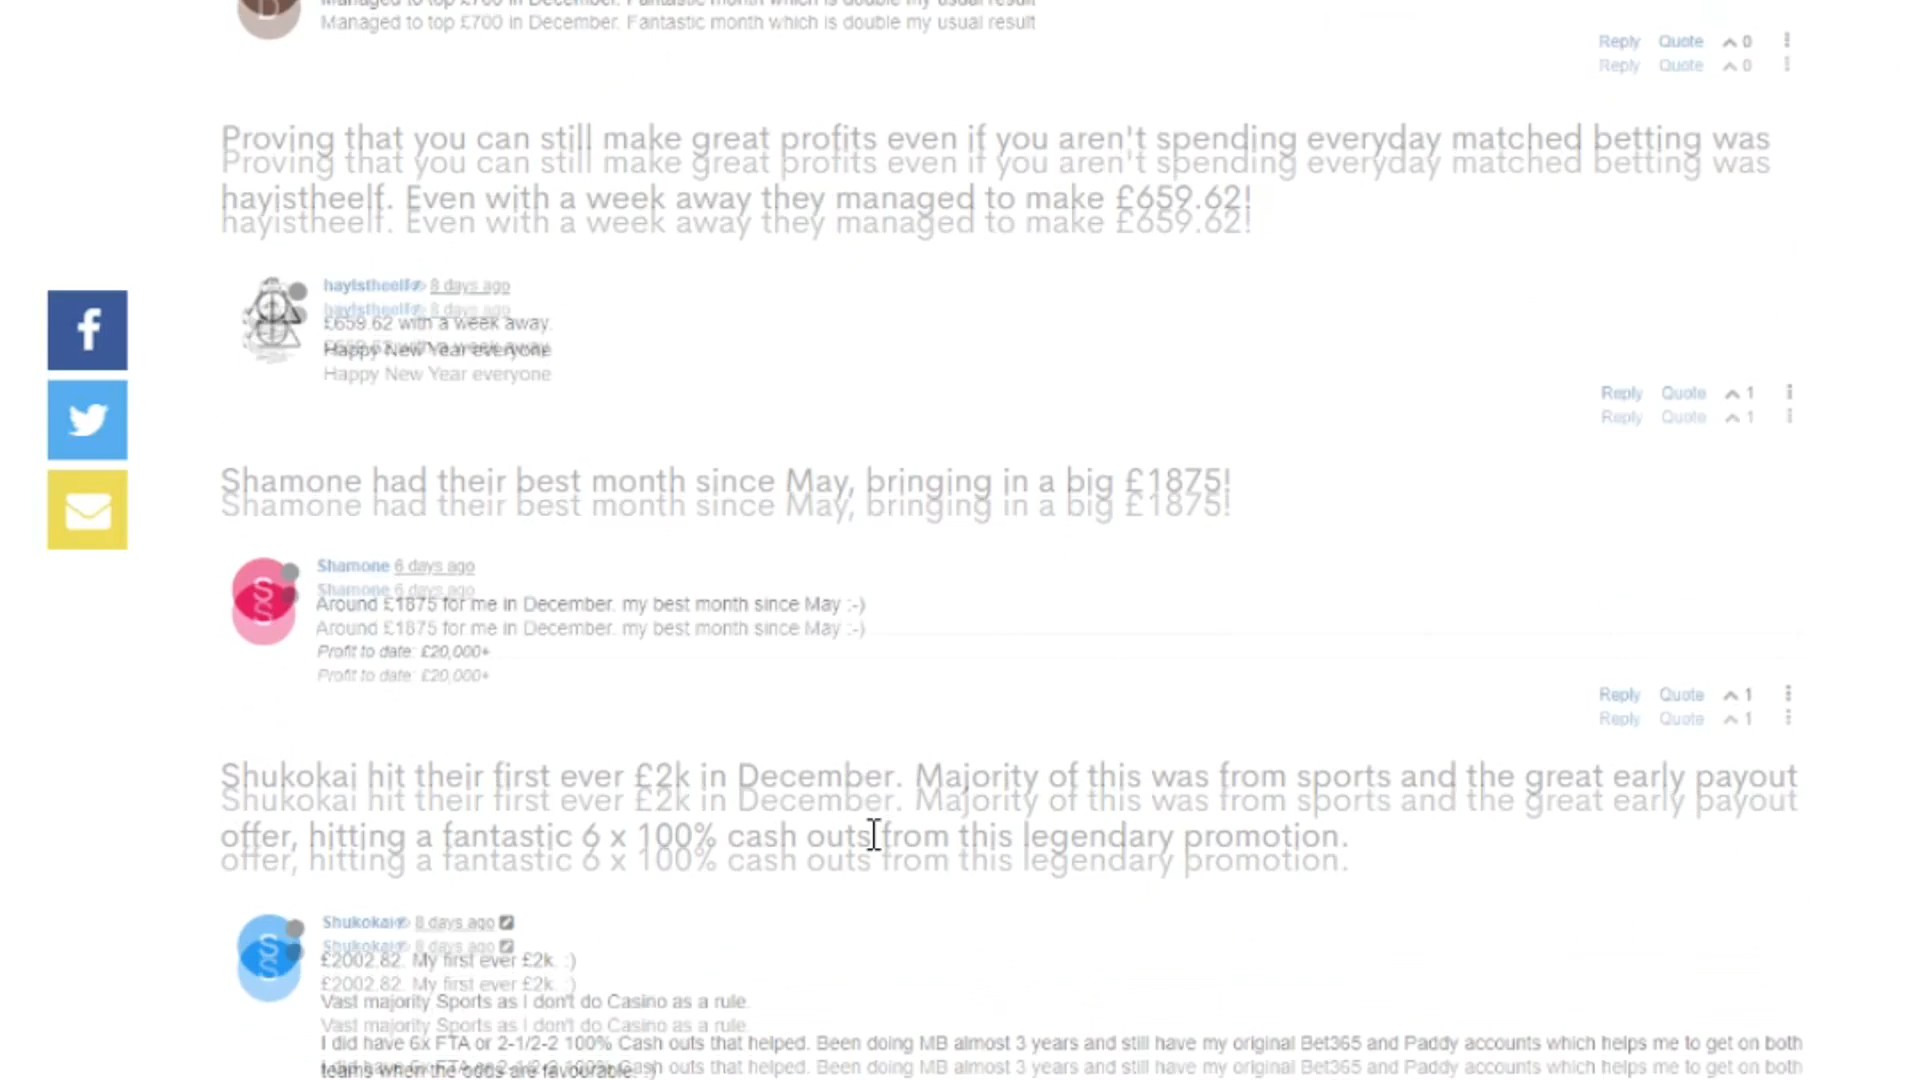 Managed to top £700 in December. Fantastic month which is double my usual result
Reply Quote 0
Proving that you can still make great profits even if you aren't spending everyday matched betting was
hayistheelf. Even with a week away they managed to make £659.62!
hayistheelf 8 days ago
£659.62 with a week away.
Happy New Year everyone
Reply Quote 1
Shamone had their best month since May, bringing in a big £1875!
Shamone 6 days ago
Around £1875 for me in December. my best month since May :-)
Profit to date: £20,000+
Reply Quote 1
Shukokai hit their first ever £2k in December. Majority of this was from sports and the great early payout
offer, hitting a fantastic 6 x 100% cash outs from this legendary promotion.
Shukokai 8 days ago
£2002.82. My first ever £2k. :)
Vast majority Sports as I don't do Casino as a rule.
I did have 6x FTA or 2-1/2-2 100% Cash outs that helped. Been doing MB almost 3 years and still have my original Bet365 and Paddy accounts which helps me to get on both
teams when the odds are favourable. :)